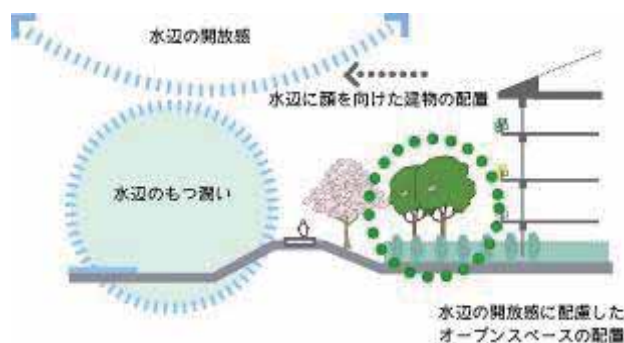 水辺の開放感
水辺に顔を向けた建物の配置
水辺のもつ潤い
水辺の開放感に配慮した
オープンスペースの配置